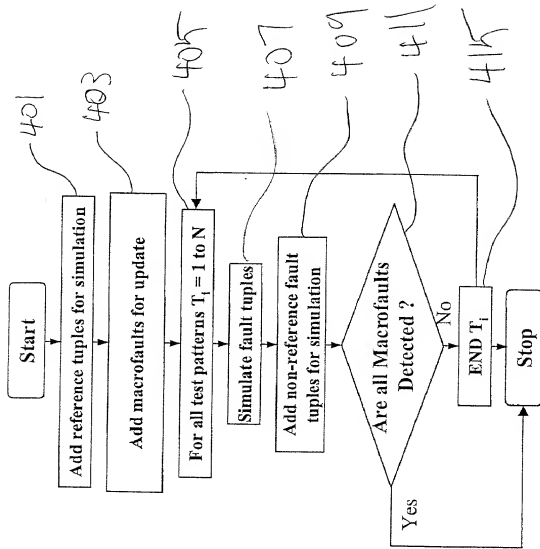 Start
401
Add reference tuples for simulation
403
Add macrofaults for update
405
For all test patterns Tᵢ = 1 to N
407
Simulate fault tuples
409
Add non-reference fault
tuples for simulation
411
Are all Macrofaults
Detected ?
Yes
No
415
END Tᵢ
Stop